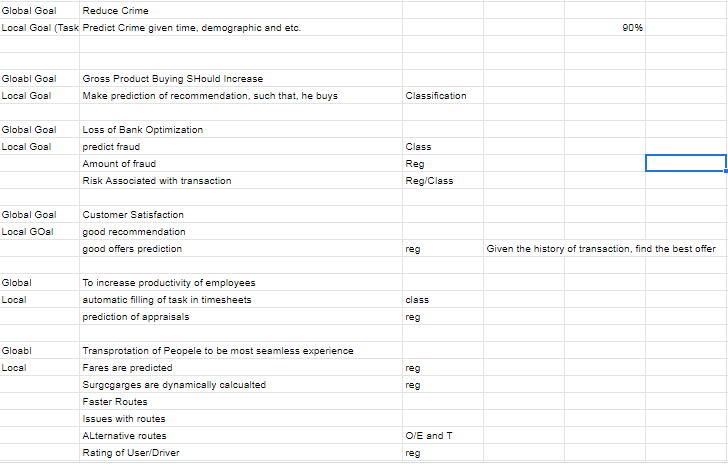 Global Goal Reduce Crime
Local Goal (Task Predict Crime given time, demographic and etc. 90%
Gloabl Goal Gross Product Buying SHould Increase
Local Goal Make prediction of recommendation, such that, he buys Classification
Global Goal Loss of Bank Optimization
Local Goal predict fraud Class
Amount of fraud Reg
Risk Associated with transaction Reg/Class
Global Goal Customer Satisfaction
Local GOal good recommendation
good offers prediction reg Given the history of transaction, find the best offer
Global To increase productivity of employees
Local automatic filling of task in timesheets class
prediction of appraisals reg
Gloabl Transprotation of Peopele to be most seamless experience
Local Fares are predicted reg
Surgcgarges are dynamically calcualted reg
Faster Routes
Issues with routes
ALternative routes O/E and T
Rating of User/Driver reg